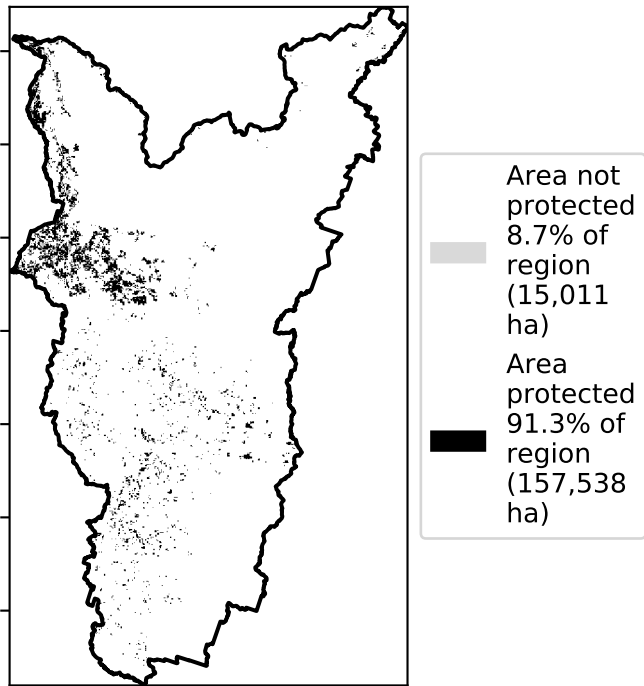 Area not
protected
8.7% of
region
(15,011
ha)
Area
protected
91.3% of
region
(157,538
ha)